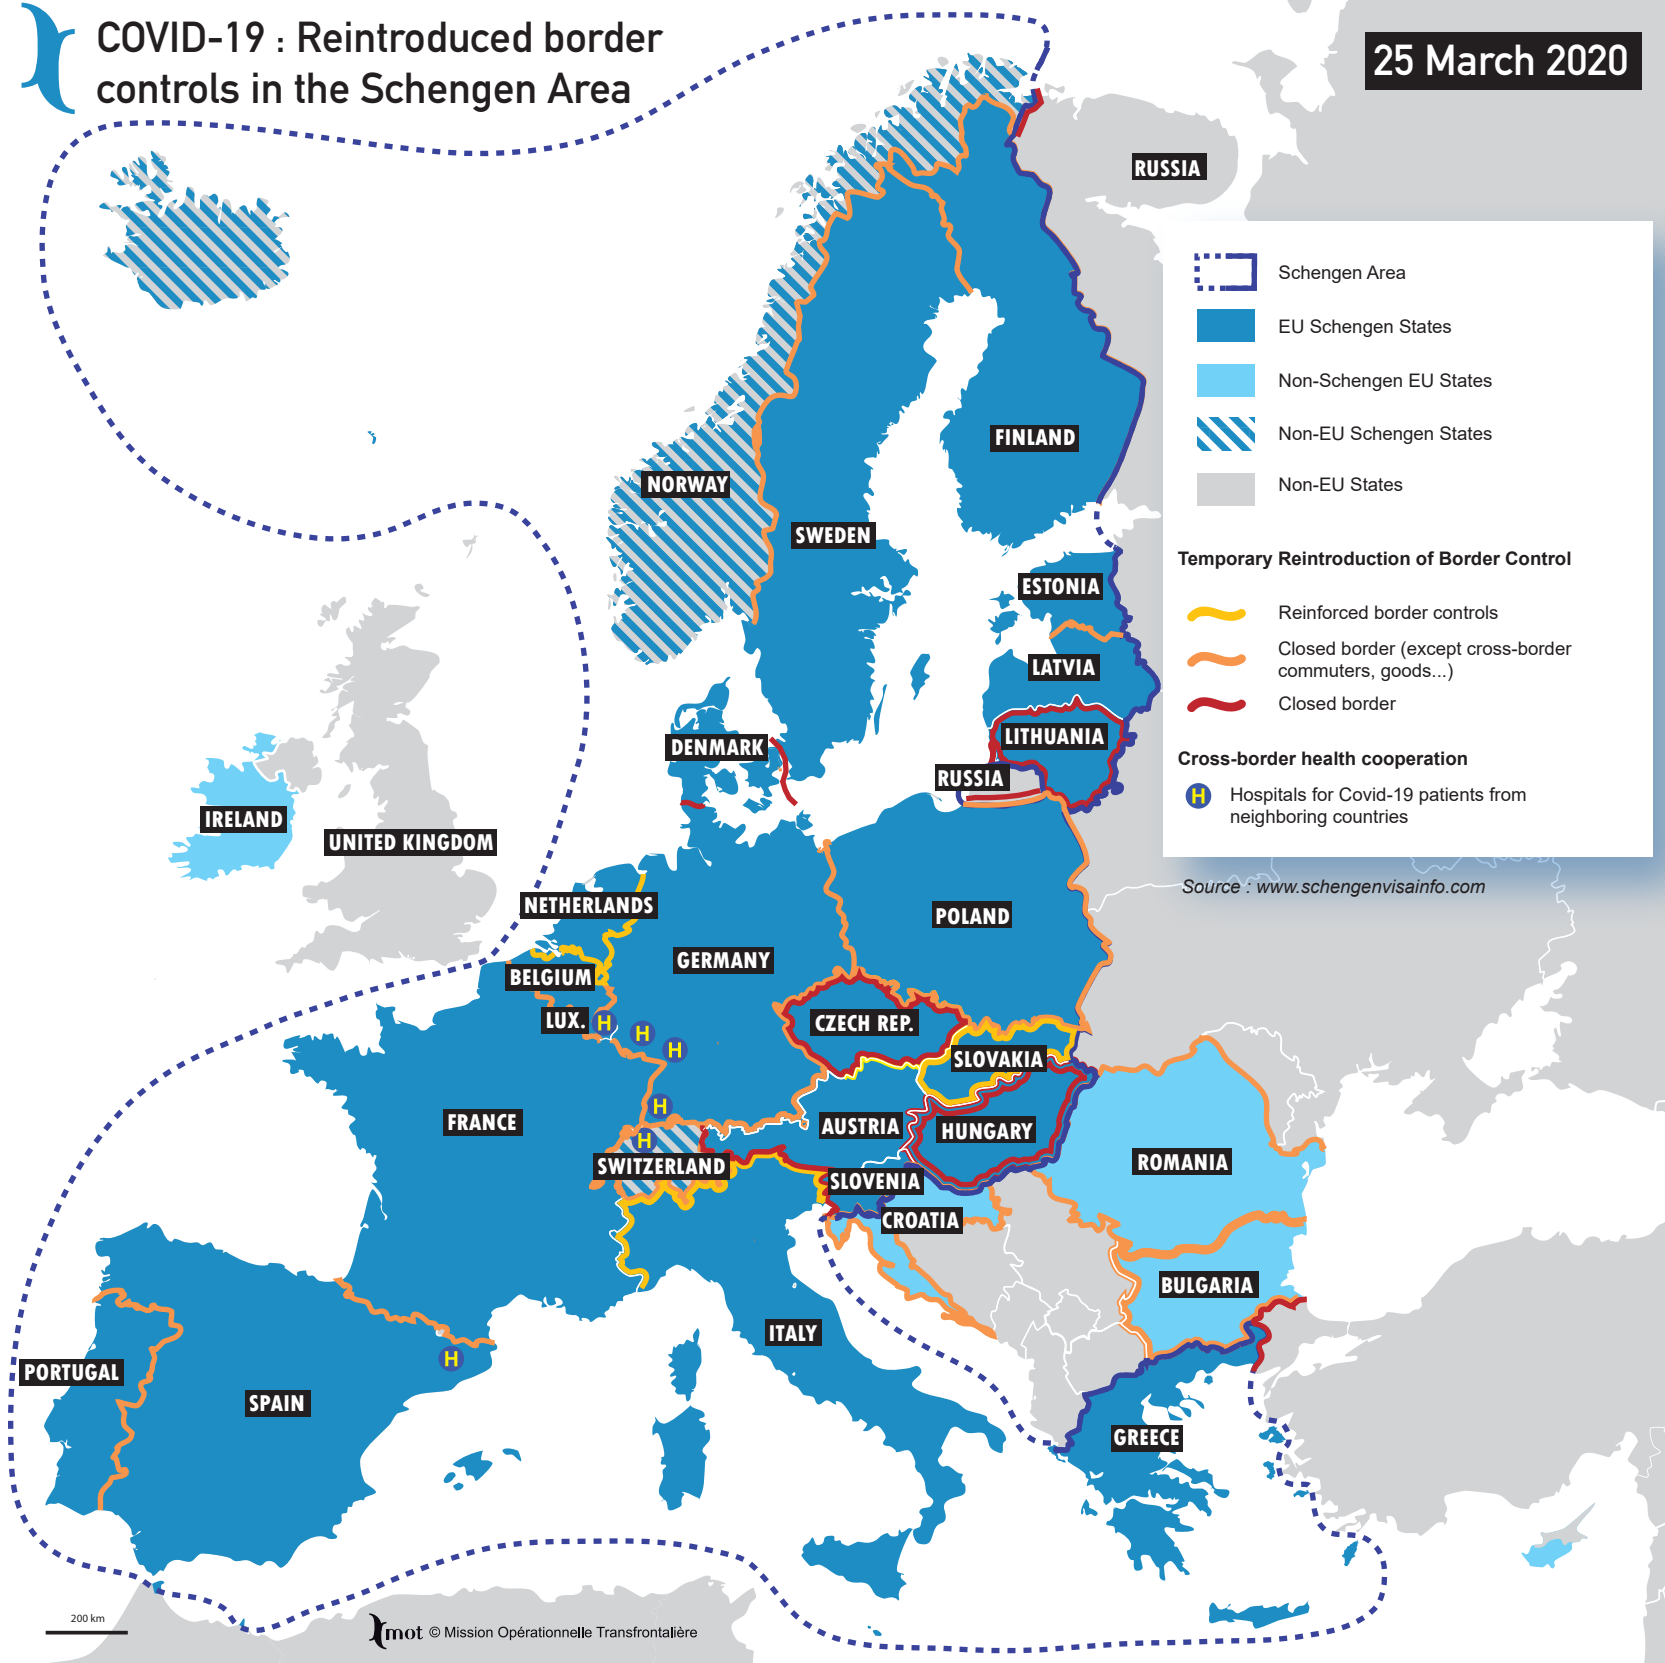 COVID-19 : Reintroduced border
controls in the Schengen Area
25 March 2020
RUSSIA
Schengen Area
EU Schengen States
Non-Schengen EU States
Non-EU Schengen States
Non-EU States
Temporary Reintroduction of Border Control
Reinforced border controls
Closed border (except cross-border
commuters, goods...)
Closed border
Cross-border health cooperation
H
Hospitals for Covid-19 patients from
neighboring countries
Source : www.schengenvisainfo.com
FINLAND
NORWAY
SWEDEN
ESTONIA
LATVIA
LITHUANIA
DENMARK
RUSSIA
IRELAND
UNITED KINGDOM
NETHERLANDS
POLAND
GERMANY
BELGIUM
LUX.
H
H
H
CZECH REP.
SLOVAKIA
H
FRANCE
AUSTRIA
HUNGARY
H
SWITZERLAND
ROMANIA
SLOVENIA
CROATIA
BULGARIA
ITALY
H
PORTUGAL
SPAIN
GREECE
200 km
mot © Mission Opérationnelle Transfrontalière